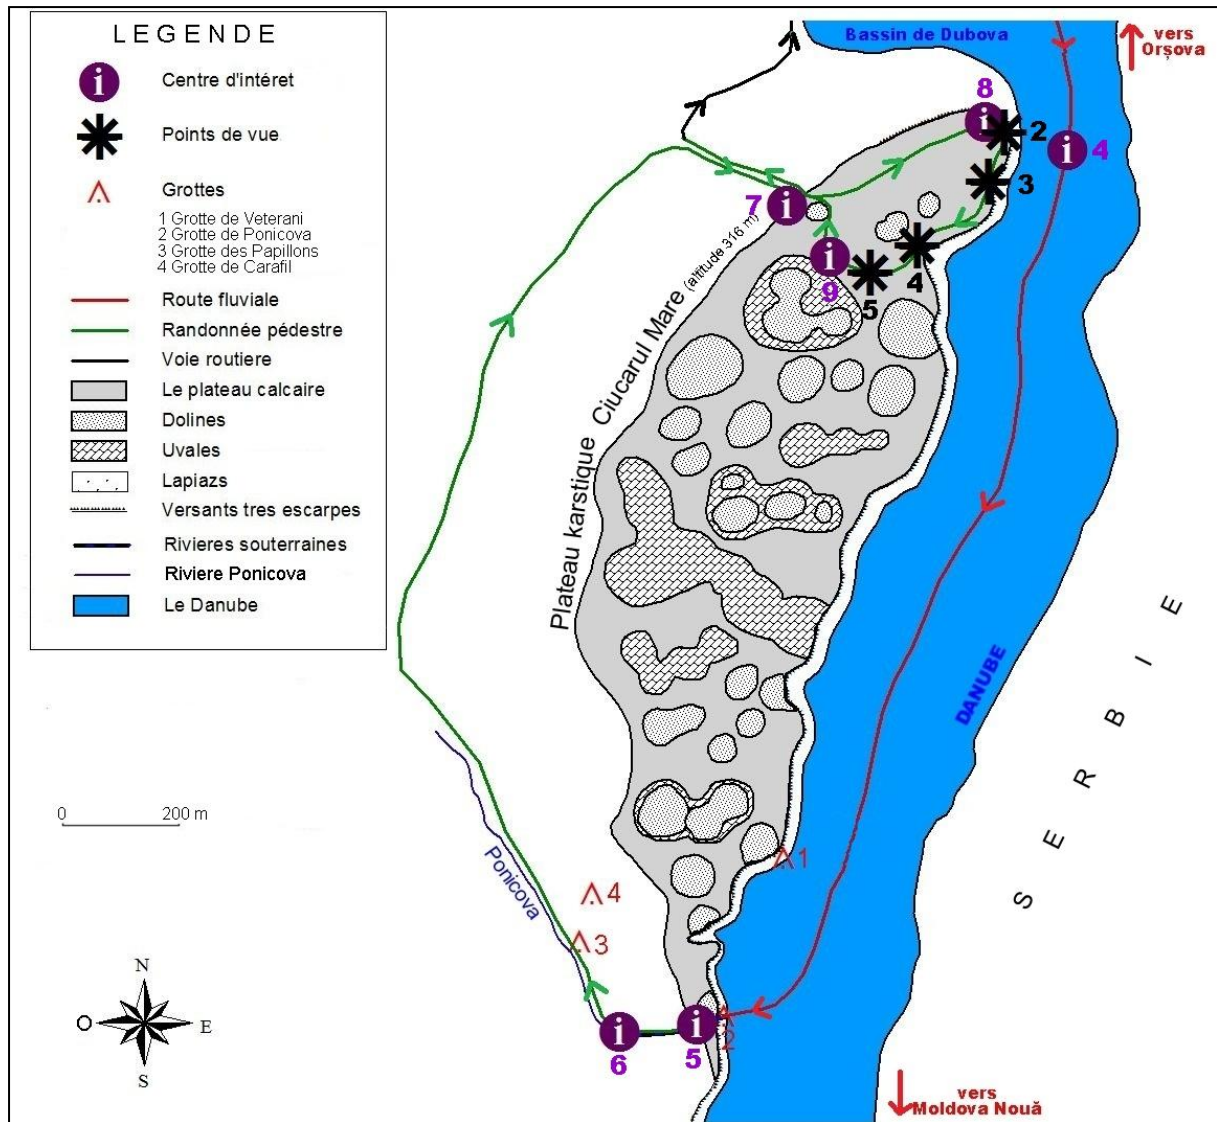 LEGENDE
i
Centre d'intéret
Points de vue
Grottes
1 Grotte de Veterani
2 Grotte de Ponicova
3 Grotte des Papillons
4 Grotte de Carafil
Route fluviale
Randonnée pédestre
Voie routiere
Le plateau calcaire
Dolines
Uvales
Lapiazs
Versants tres escarpes
Rivieres souterraines
Riviere Ponicova
Le Danube
Bassin de Dubova
vers
Orșova
8
i
2
i
4
3
7
i
4
i
9
5
Plateau karstique Ciucarul Mare (altitude 316 m)
DANUBE
SERBIE
0 200 m
Ponicova
1
4
3
N
O
E
S
i
6
i
5
2
vers
Moldova Nouă